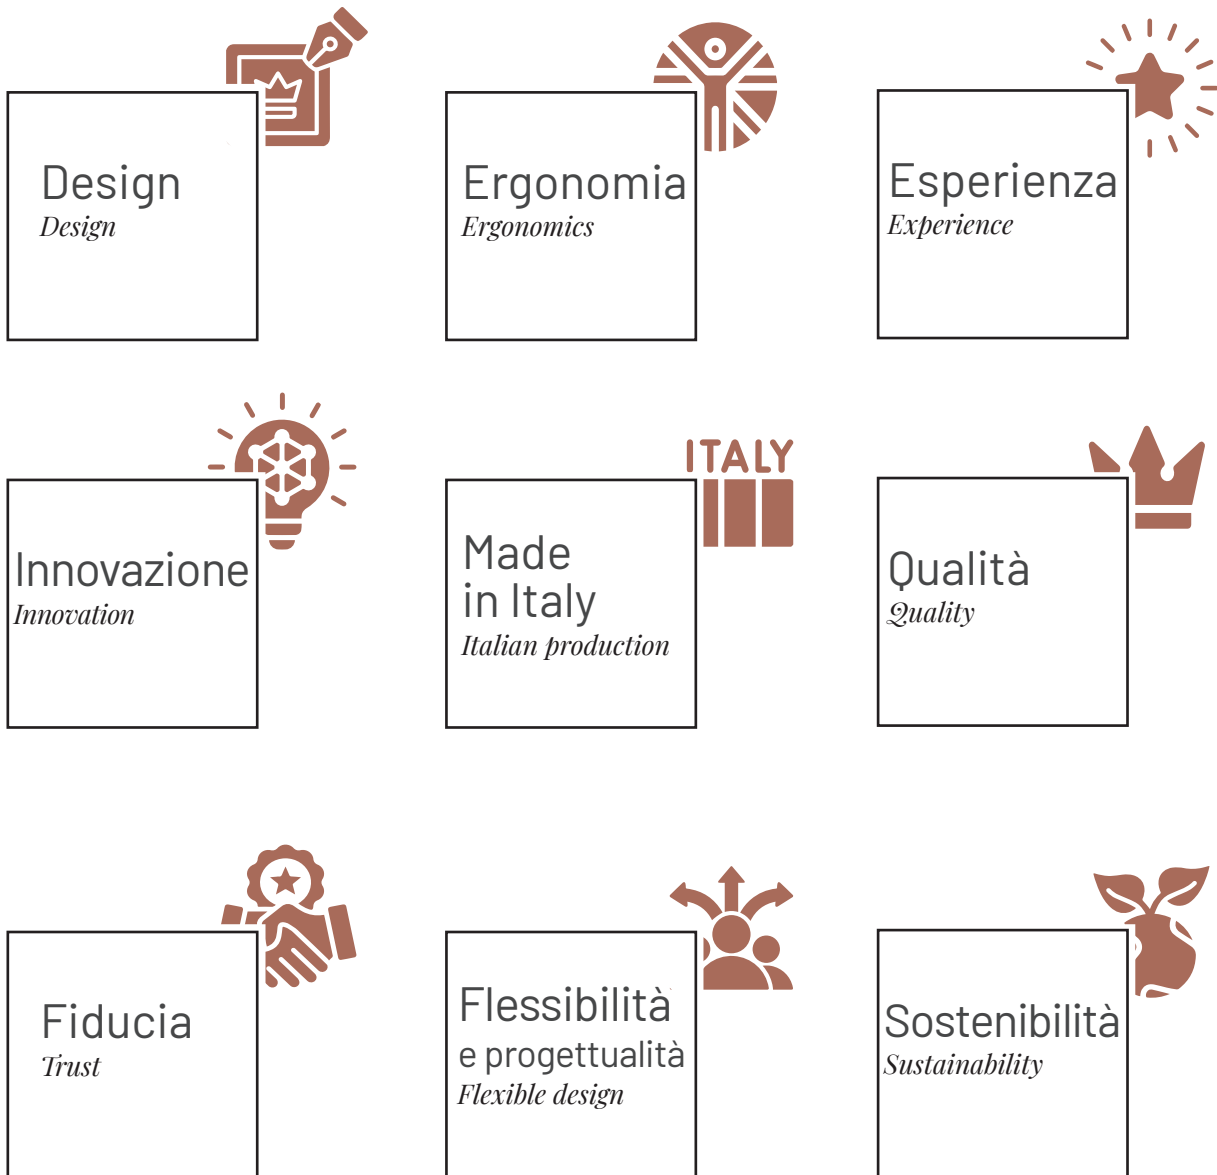 Design
Design
Ergonomia
Ergonomics
Esperienza
Experience
Innovazione
Innovation
ITALY
Made
in Italy
Italian production
Qualità
Quality
Fiducia
Trust
Flessibilità
e progettualità
Flexible design
Sostenibilità
Sustainability